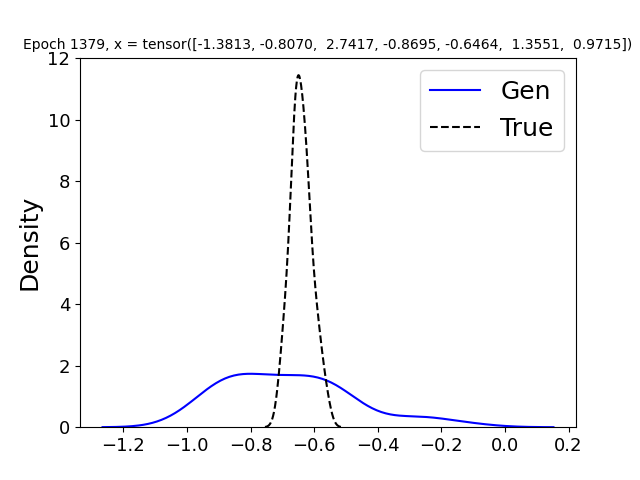 Epoch 1379, x = tensor([-1.3813, -0.8070,  2.7417, -0.8695, -0.6464,  1.3551,  0.9715])
12
10
8
6
4
2
0
Density
Gen
True
−1.2 −1.0 −0.8 −0.6 −0.4 −0.2 0.0 0.2